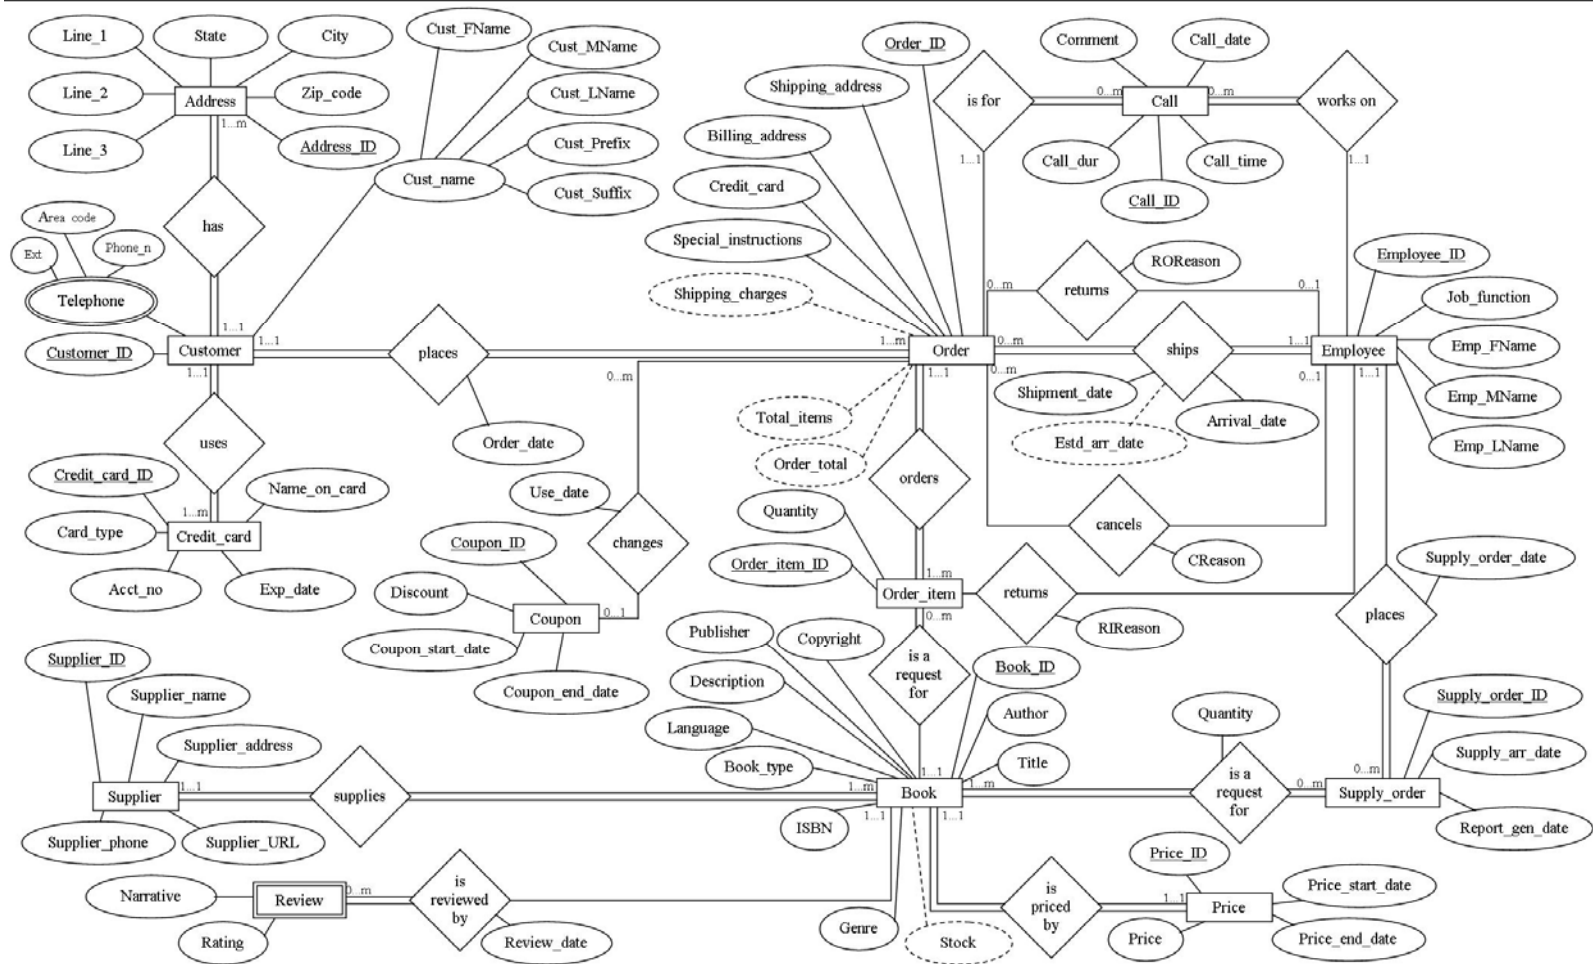 Line_1
State
City
Cust_FName
Cust_MName
Order_ID
Comment
Call_date
Line_2
Address
Zip_code
Cust_LName
Shipping_address
is for
0...m
Call
0...m
works on
1...m
Line_3
Address_ID
Cust_Prefix
Billing_address
Call_dur
Call_time
1...1
1...1
Cust_name
Cust_Suffix
Credit_card
Call_ID
has
Area code
Ext
Phone_n
Special_instructions
ROReason
Employee_ID
Telephone
Shipping_charges
0...m
returns
0...1
Job_function
1...1
Customer_ID
Customer
1...1
places
1...m
Order
0...m
ships
1...1
Employee
Emp_FName
1...1
0...m
1...1
0...m
0...1
1...1
Shipment_date
Emp_MName
Total_items
Arrival_date
uses
Order_date
Estd_arr_date
Emp_LName
Order_total
Credit_card_ID
Name_on_card
Use_date
orders
1...m
Quantity
Card_type
Credit_card
Coupon_ID
changes
cancels
Order_item_ID
CReason
Supply_order_date
Acct_no
Exp_date
Discount
1...m
Order_item
returns
Coupon
0...1
0...m
places
Coupon_start_date
Publisher
Copyright
RIReason
Supplier_ID
is a
request
for
Book_ID
Coupon_end_date
Description
Supplier_name
Supply_order_ID
Language
Author
Quantity
Supplier_address
Book_type
Title
Supply_arr_date
1...1
0...m
Supplier
1...1
supplies
1...m
Book
1...m
is a
request
for
0...m
Supply_order
1...1
1...1
ISBN
Supplier_phone
Supplier_URL
Report_gen_date
Price_ID
Narrative
Review
0...m
is
reviewed
by
is
priced
by
1...1
Price
Price_start_date
Rating
Review_date
Genre
Stock
Price
Price_end_date